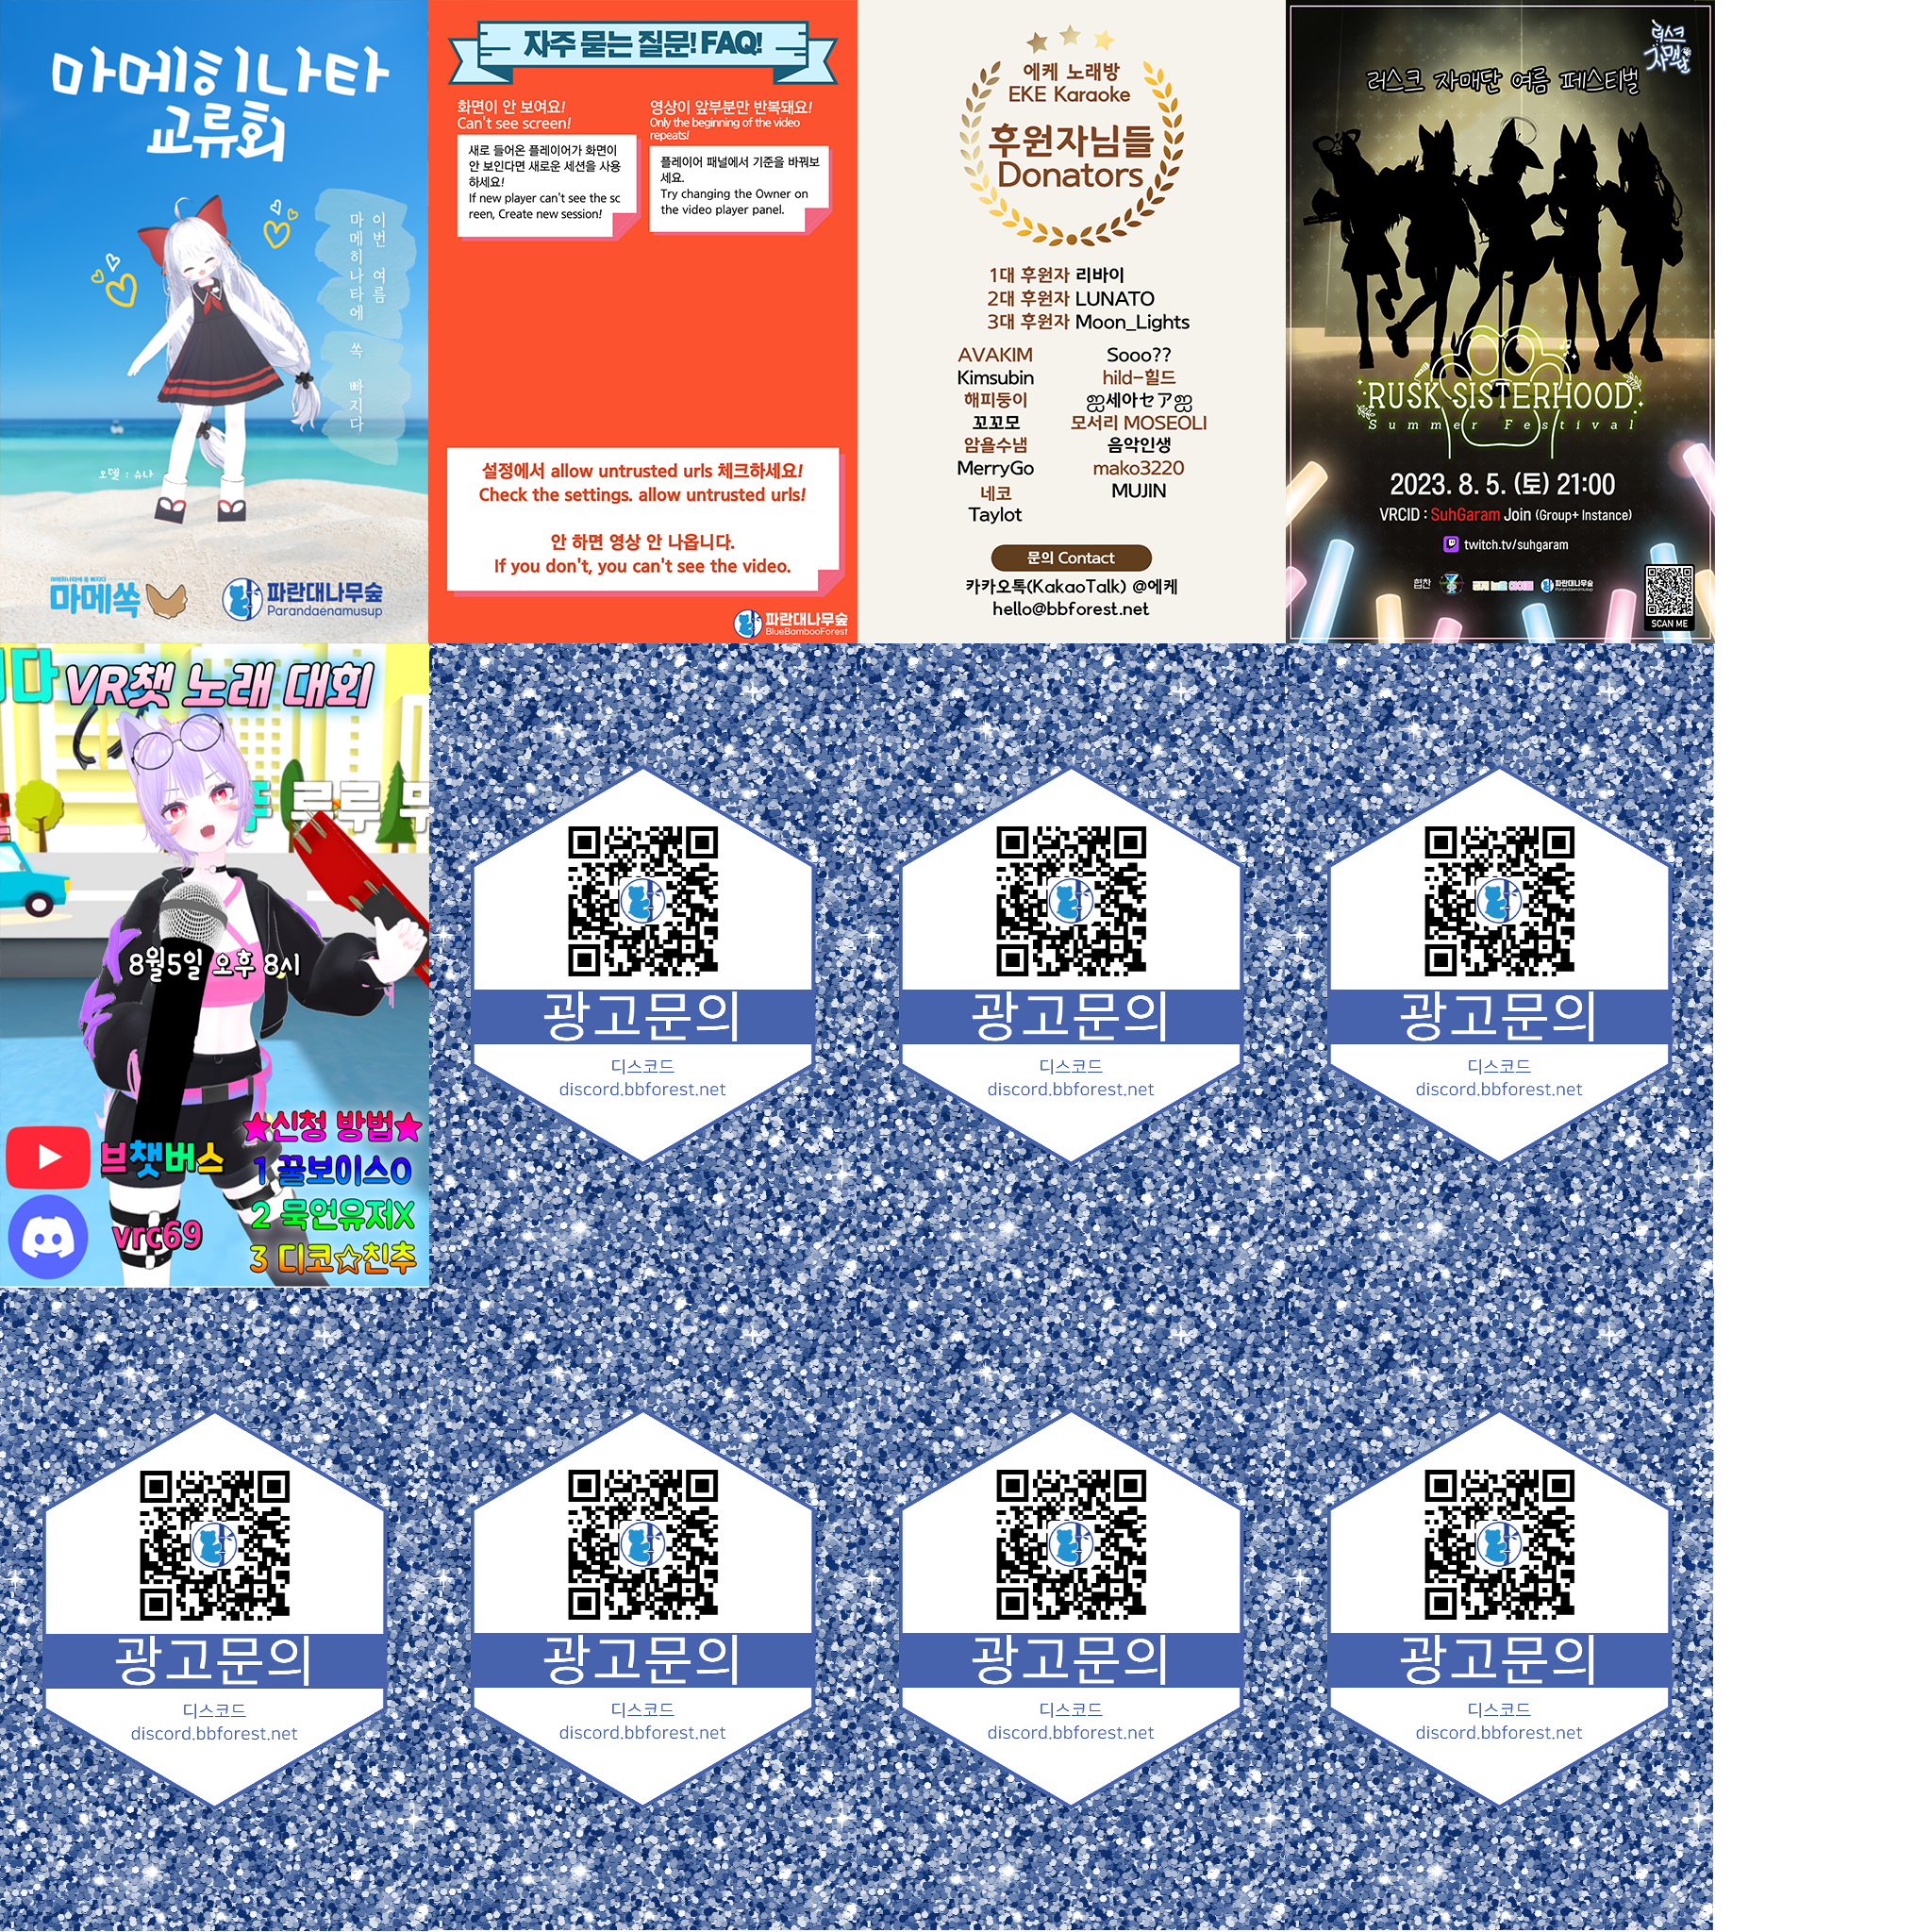 마메히나타
교류회
이번 여름
마메히나타에 쏙 빠지다
모델 : 슈나
마메히나타에 쏙 빠지다
마메쏙
파란대나무숲
Parandaenamusup
자주 묻는 질문! FAQ!
화면이 안 보여요!
Can't see screen!
새로 들어온 플레이어가 화면이
안 보인다면 새로운 세션을 사용
하세요!
If new player can't see the sc
reen, Create new session!
영상이 앞부분만 반복돼요!
Only the beginning of the video
repeats!
플레이어 패널에서 기준을 바꿔보
세요.
Try changing the Owner on
the video player panel.
설정에서 allow untrusted urls 체크하세요!
Check the settings. allow untrusted urls!
안 하면 영상 안 나옵니다.
If you don't, you can't see the video.
파란대나무숲
BlueBambooForest
에케 노래방
EKE Karaoke
후원자님들
Donators
1대 후원자 리바이
2대 후원자 LUNATO
3대 후원자 Moon_Lights
AVAKIM
Kimsubin
해피둥이
꼬꼬모
암욜수냄
MerryGo
네코
Taylot
Sooo??
hild-힐드
ஐ세아セアஐ
모서리 MOSEOLI
음악인생
mako3220
MUJIN
문의 Contact
카카오톡(KakaoTalk) @에케
hello@bbforest.net
러스크
자매단
러스크 자매단 여름 페스티벌
RUSK SISTERHOOD
Summer Festival
2023. 8. 5. (토) 21:00
VRCID : SuhGaram Join (Group+ Instance)
twitch.tv/suhgaram
협찬
파란대나무숲
Parandaenamusup
SCAN ME
다
VR챗 노래 대회
루루
8월5일 오후 8시
브챗버스
vrc69
★신청 방법★
1 꿀보이스O
2 묵언유저X
3 디코☆친추
광고문의
디스코드
discord.bbforest.net
광고문의
디스코드
discord.bbforest.net
광고문의
디스코드
discord.bbforest.net
광고문의
디스코드
discord.bbforest.net
광고문의
디스코드
discord.bbforest.net
광고문의
디스코드
discord.bbforest.net
광고문의
디스코드
discord.bbforest.net